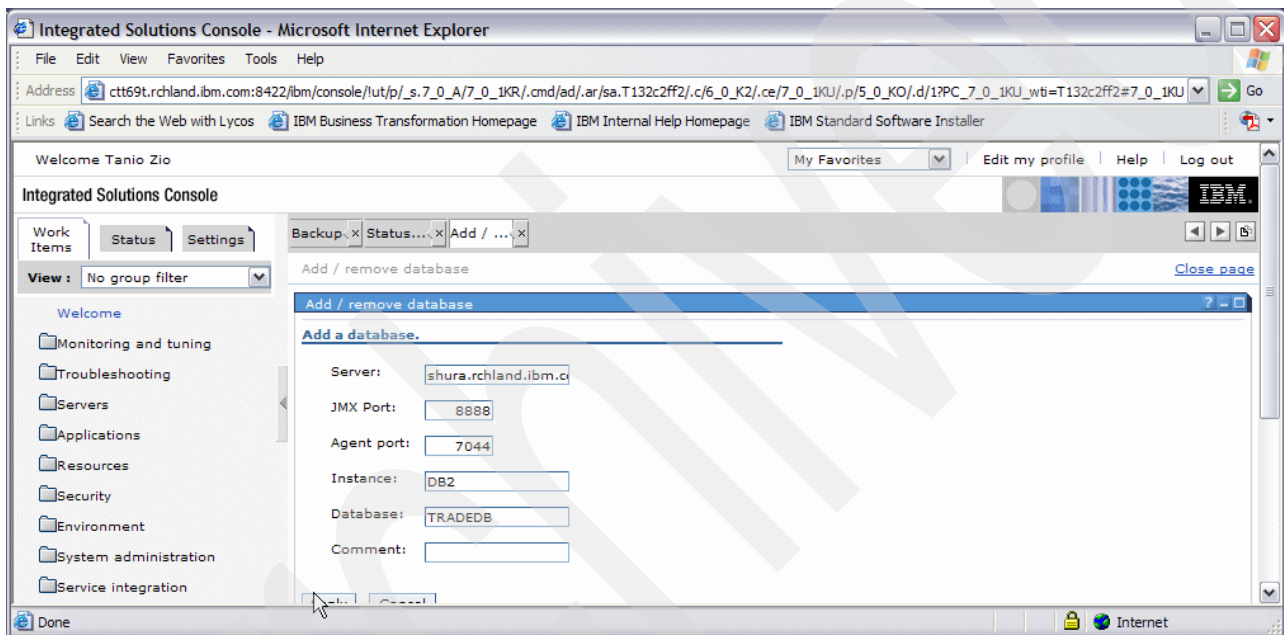 Integrated Solutions Console - Microsoft Internet Explorer
File Edit View Favorites Tools Help
Address ctt69t.rchland.ibm.com:8422/ibm/console/!ut/p/_s.7_0_A/7_0_1KR/.cmd/ad/.ar/sa.T132c2ff2/.c/6_0_K2/.ce/7_0_1KU/.p/5_0_KO/.d/1?PC_7_0_1KU_wti=T132c2ff2#7_0_1KU Go
Links Search the Web with Lycos IBM Business Transformation Homepage IBM Internal Help Homepage IBM Standard Software Installer
Welcome Tanio Zio My Favorites Edit my profile Help Log out
Integrated Solutions Console IBM.
Work Items Status Settings
Backup Status... Add / ...
View : No group filter
Add / remove database Close page
Add / remove database
Add a database.
Welcome
Monitoring and tuning
Troubleshooting
Servers
Applications
Resources
Security
Environment
System administration
Service integration
Server: shura.rchland.ibm.c
JMX Port: 8888
Agent port: 7044
Instance: DB2
Database: TRADEDB
Comment:
Cancel
Done Internet